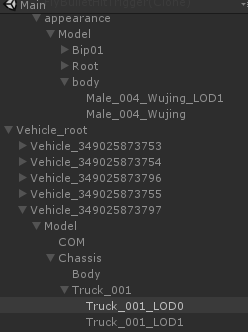 Main
appearance
Model
Bip01
Root
body
Male_004_Wujing_LOD1
Male_004_Wujing
Vehicle_root
Vehicle_349025873753
Vehicle_349025873754
Vehicle_349025873796
Vehicle_349025873755
Vehicle_349025873797
Model
COM
Chassis
Body
Truck_001
Truck_001_LOD0
Truck_001_LOD1